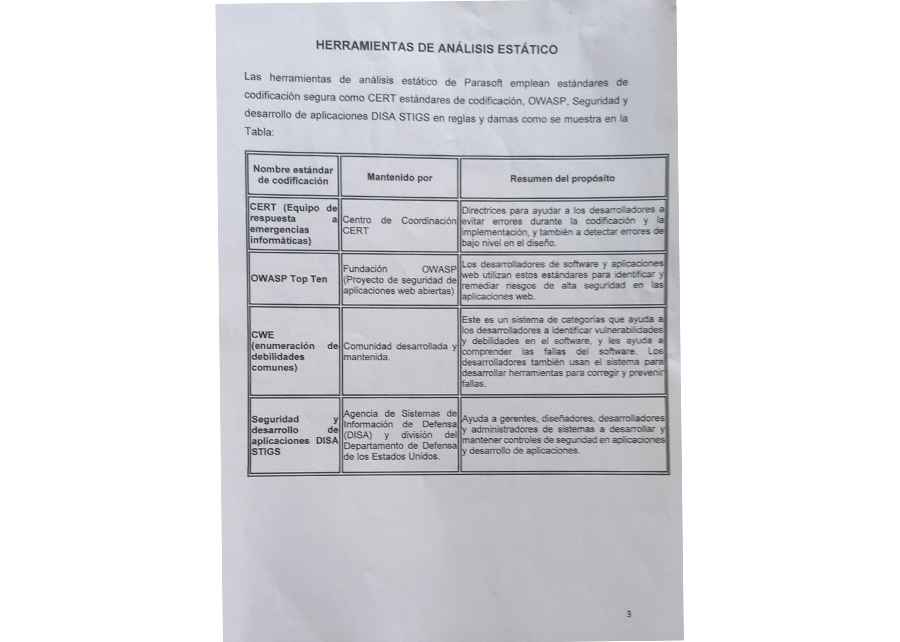 HERRAMIENTAS DE ANÁLISIS ESTÁTICO
Las herramientas de análisis estático de Parasoft emplean estándares de
codificación segura como CERT estándares de codificación, OWASP, Seguridad y
desarrollo de aplicaciones DISA STIGS en reglas y damas como se muestra en la
Tabla:
Nombre estándar
de codificación
Mantenido por
Resumen del propósito
CERT (Equipo de
respuesta a
emergencias
informáticas)
Centro de Coordinación
CERT
Directrices para ayudar a los desarrolladores a
evitar errores durante la codificación y la
implementación, y también a detectar errores de
bajo nivel en el diseño.
OWASP Top Ten
Fundación OWASP
(Proyecto de seguridad de
aplicaciones web abiertas)
Los desarrolladores de software y aplicaciones
web utilizan estos estándares para identificar y
remediar riesgos de alta seguridad en las
aplicaciones web.
CWE
(enumeración de
debilidades
comunes)
Comunidad desarrollada y
mantenida.
Este es un sistema de categorías que ayuda a
los desarrolladores a identificar vulnerabilidades
y debilidades en el software, y les ayuda a
comprender las fallas del software. Los
desarrolladores también usan el sistema para
desarrollar herramientas para corregir y prevenir
fallas.
Seguridad y
desarrollo de
aplicaciones DISA
STIGS
Agencia de Sistemas de
Información de Defensa
(DISA) y división del
Departamento de Defensa
de los Estados Unidos.
Ayuda a gerentes, diseñadores, desarrolladores
y administradores de sistemas a desarrollar y
mantener controles de seguridad en aplicaciones
y desarrollo de aplicaciones.
3